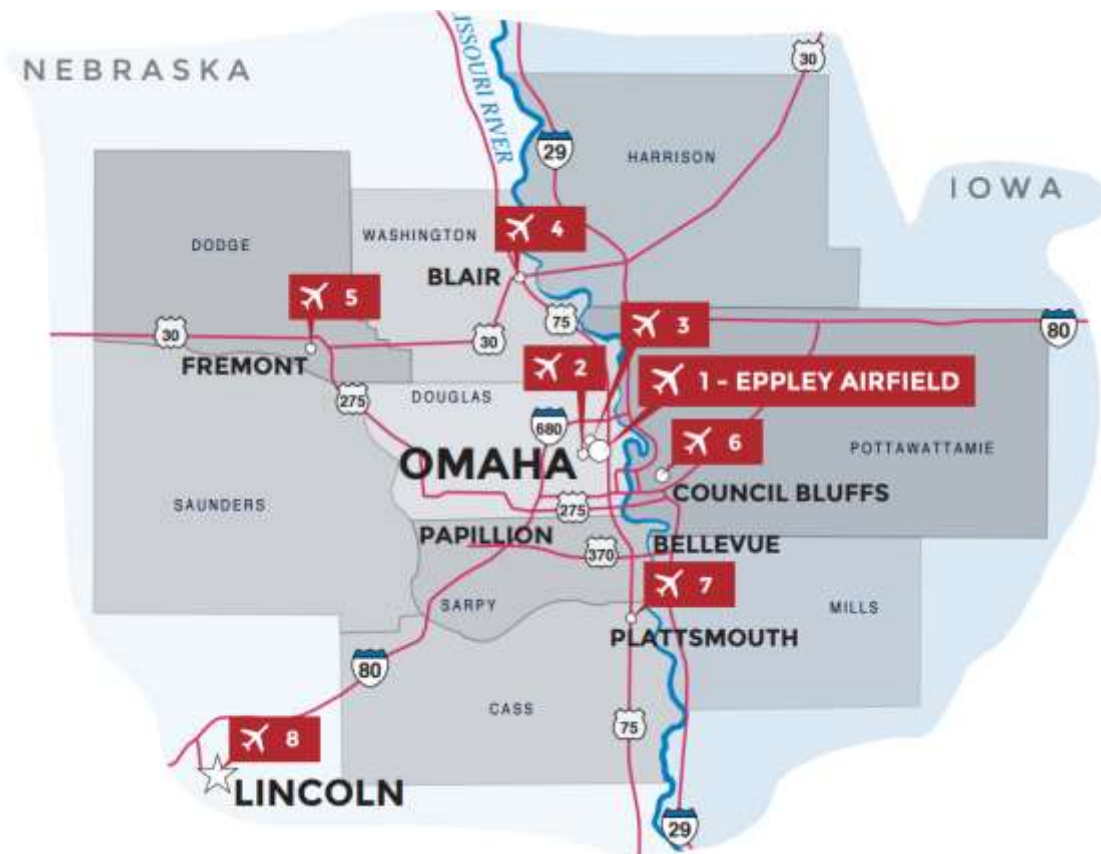 NEBRASKA
ISSOURI RIVER
30
29
HARRISON
IOWA
DODGE
WASHINGTON
4
BLAIR
5
30
FREMONT
30
75
3
80
2
1 - EPPLEY AIRFIELD
275
DOUGLAS
680
OMAHA
6
POTTAWATTAMIE
COUNCIL BLUFFS
SAUNDERS
275
PAPILLION
370
BELLEVUE
7
SARPY
MILLS
PLATTSMOUTH
80
CASS
75
8
LINCOLN
29